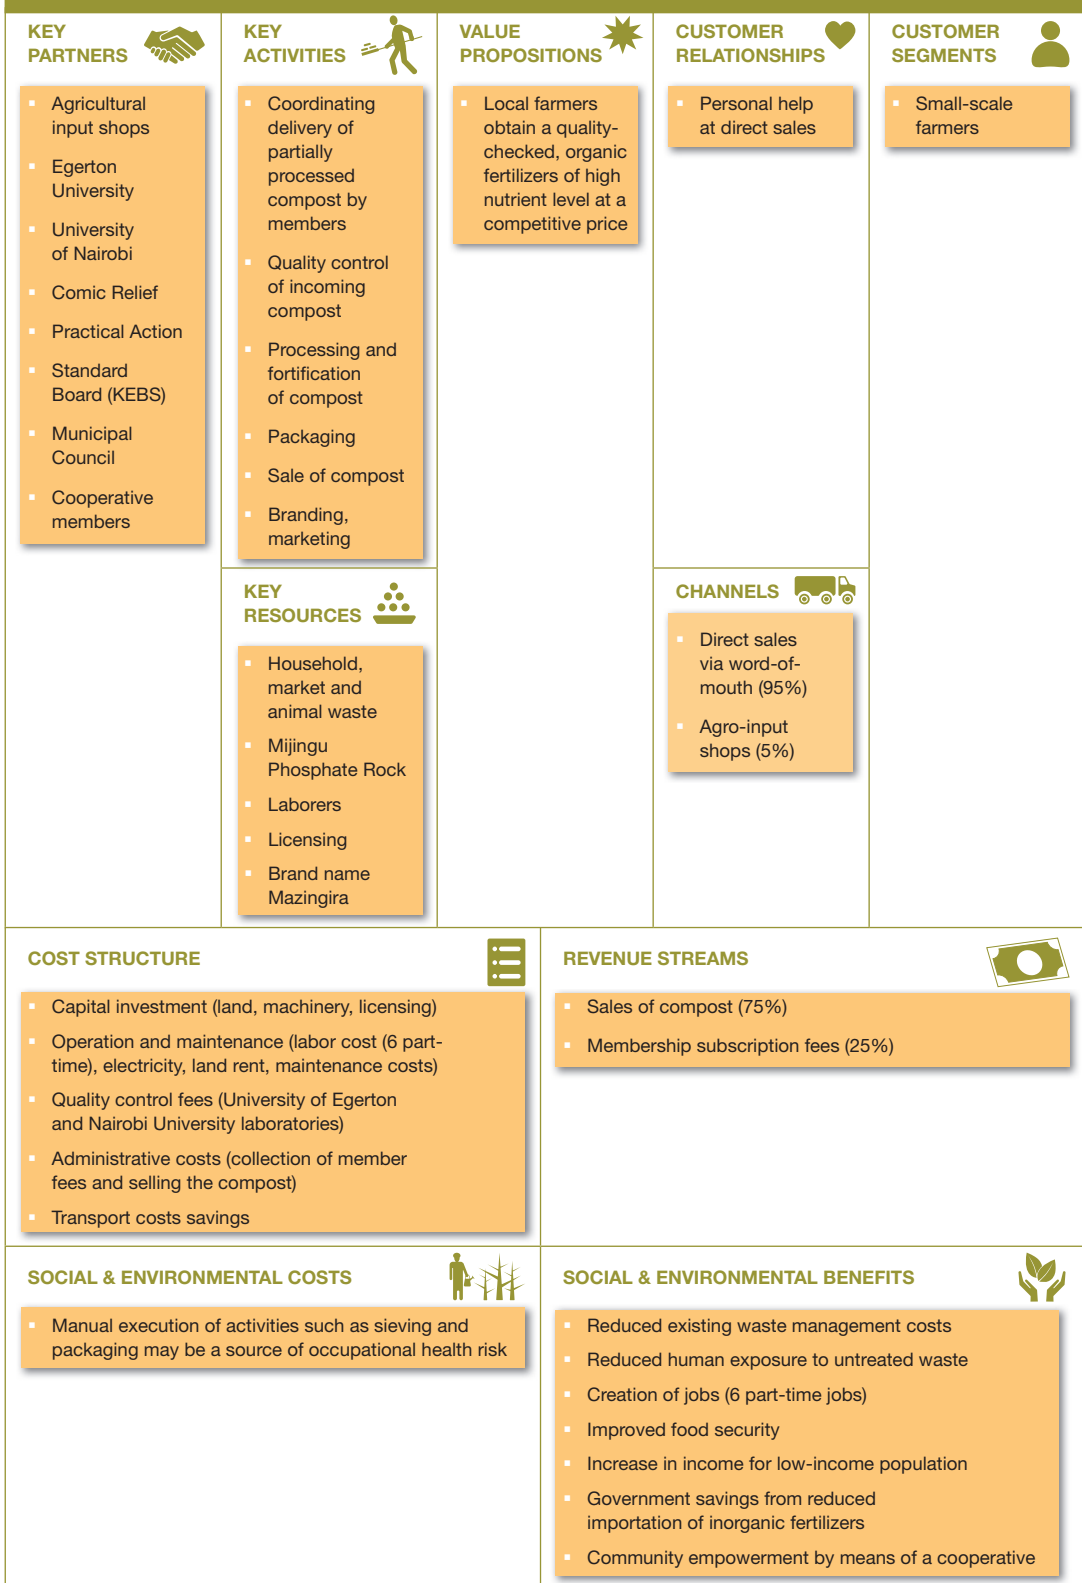 KEY
PARTNERS
Agricultural
input shops
Egerton
University
University
of Nairobi
Comic Relief
Practical Action
Standard
Board (KEBS)
Municipal
Council
Cooperative
members
KEY
ACTIVITIES
Coordinating
delivery of
partially
processed
compost by
members
Quality control
of incoming
compost
Processing and
fortification
of compost
Packaging
Sale of compost
Branding,
marketing
KEY
RESOURCES
Household,
market and
animal waste
Mijingu
Phosphate Rock
Laborers
Licensing
Brand name
Mazingira
VALUE
PROPOSITIONS
Local farmers
obtain a quality-
checked, organic
fertilizers of high
nutrient level at a
competitive price
CUSTOMER
RELATIONSHIPS
Personal help
at direct sales
CHANNELS
Direct sales
via word-of-
mouth (95%)
Agro-input
shops (5%)
CUSTOMER
SEGMENTS
Small-scale
farmers
COST STRUCTURE
Capital investment (land, machinery, licensing)
Operation and maintenance (labor cost (6 part-
time), electricity, land rent, maintenance costs)
Quality control fees (University of Egerton
and Nairobi University laboratories)
Administrative costs (collection of member
fees and selling the compost)
Transport costs savings
REVENUE STREAMS
Sales of compost (75%)
Membership subscription fees (25%)
SOCIAL & ENVIRONMENTAL COSTS
Manual execution of activities such as sieving and
packaging may be a source of occupational health risk
SOCIAL & ENVIRONMENTAL BENEFITS
Reduced existing waste management costs
Reduced human exposure to untreated waste
Creation of jobs (6 part-time jobs)
Improved food security
Increase in income for low-income population
Government savings from reduced
importation of inorganic fertilizers
Community empowerment by means of a cooperative